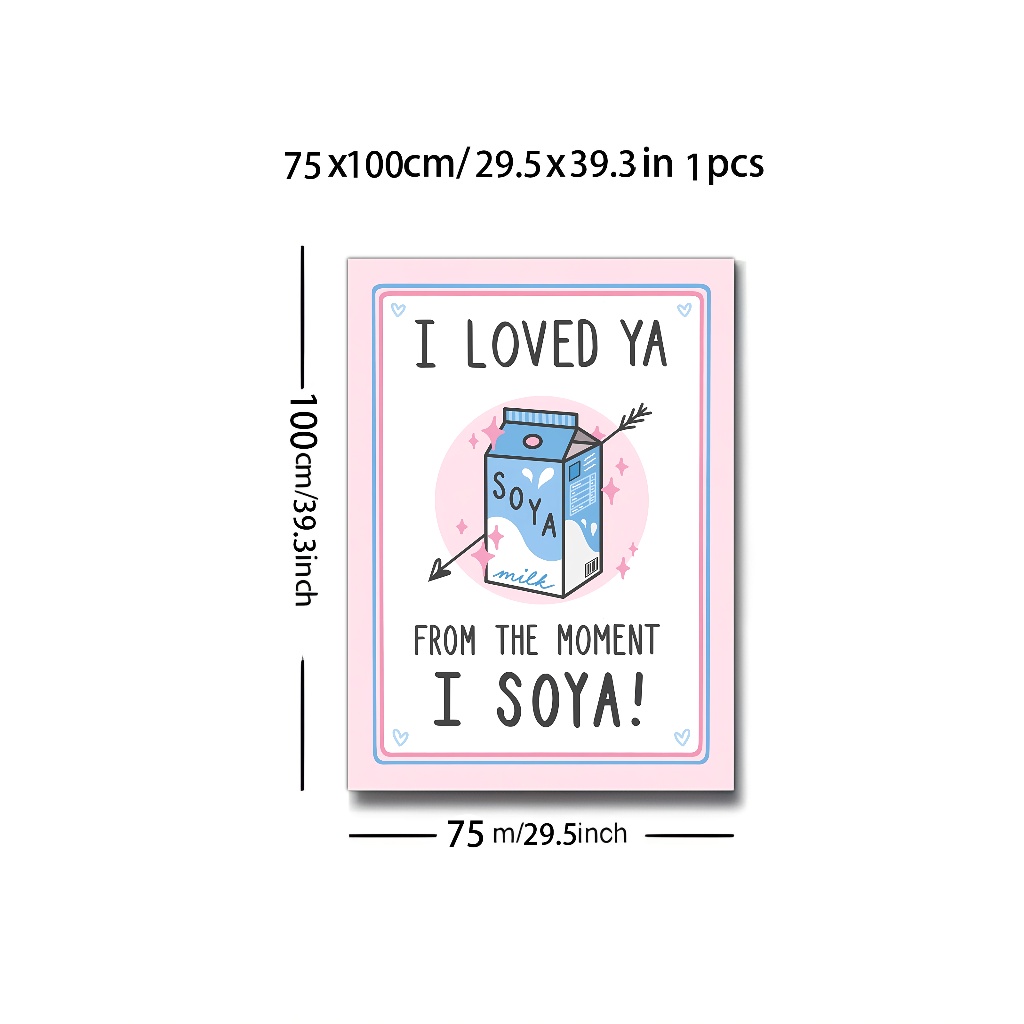 75x100cm/ 29.5x39.3in 1pcs
100cm/39.3inch
I LOVED YA
SOYA
milk
FROM THE MOMENT
I SOYA!
75 m/29.5inch